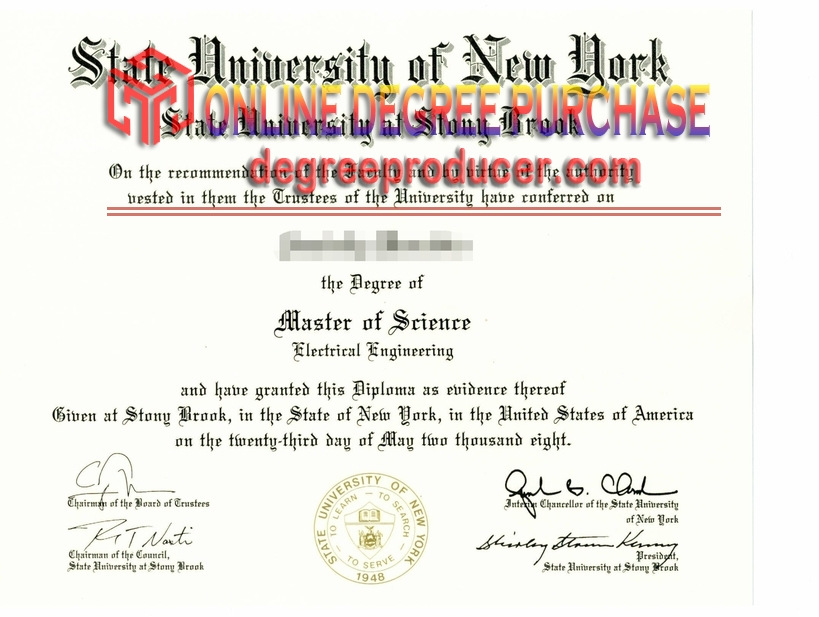 State University of New York
ONLINE DEGREE PURCHASE
State University at Stony Brook
degreeproducer.com
On the recommendation of the Faculty and by virtue of the authority
vested in them the Trustees of the University have conferred on
the Degree of
Master of Science
Electrical Engineering
and have granted this Diploma as evidence thereof
Given at Stony Brook, in the State of New York, in the United States of America
on the twenty-third day of May two thousand eight.
Chairman of the Board of Trustees
Interim Chancellor of the State University
of New York
STATE UNIVERSITY OF NEW YORK
TO LEARN — TO SEARCH — TO SERVE
1948
Chairman of the Council,
State University at Stony Brook
President,
State University at Stony Brook